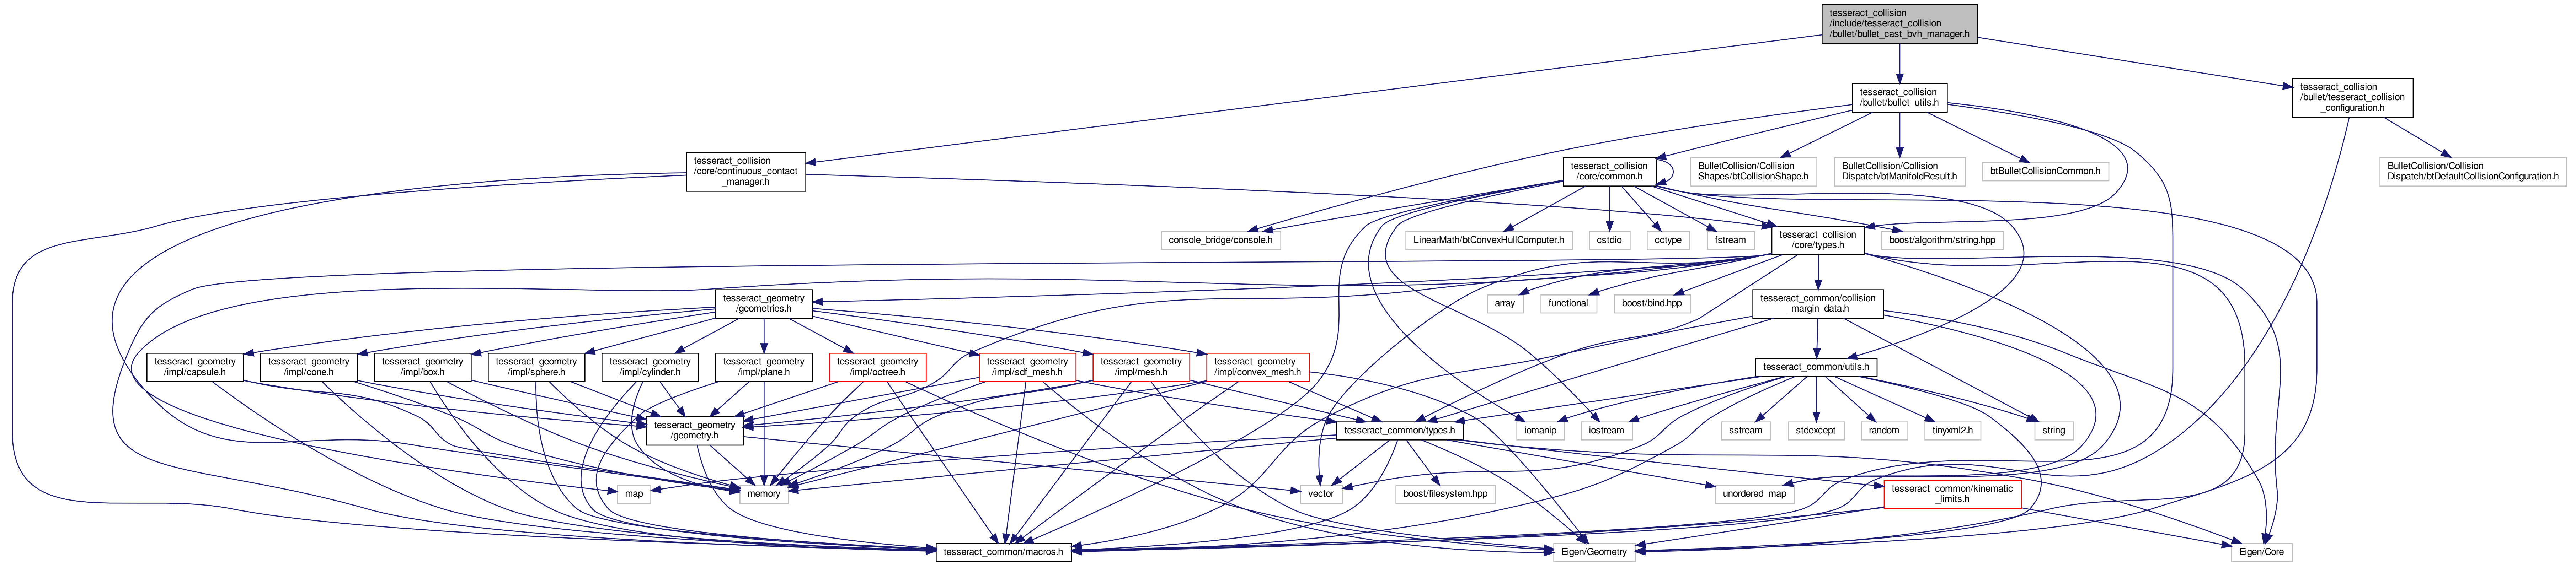 tesseract_collision
/include/tesseract_collision
/bullet/bullet_cast_bvh_manager.h
tesseract_collision
/bullet/bullet_utils.h
tesseract_collision
/bullet/tesseract_collision
_configuration.h
tesseract_collision
/core/continuous_contact
_manager.h
tesseract_collision
/core/common.h
BulletCollision/Collision
Shapes/btCollisionShape.h
BulletCollision/Collision
Dispatch/btManifoldResult.h
btBulletCollisionCommon.h
BulletCollision/Collision
Dispatch/btDefaultCollisionConfiguration.h
console_bridge/console.h
LinearMath/btConvexHullComputer.h
cstdio
cctype
fstream
tesseract_collision
/core/types.h
boost/algorithm/string.hpp
tesseract_geometry
/geometries.h
array
functional
boost/bind.hpp
tesseract_common/collision
_margin_data.h
tesseract_geometry
/impl/capsule.h
tesseract_geometry
/impl/cone.h
tesseract_geometry
/impl/box.h
tesseract_geometry
/impl/sphere.h
tesseract_geometry
/impl/cylinder.h
tesseract_geometry
/impl/plane.h
tesseract_geometry
/impl/octree.h
tesseract_geometry
/impl/sdf_mesh.h
tesseract_geometry
/impl/mesh.h
tesseract_geometry
/impl/convex_mesh.h
tesseract_common/utils.h
tesseract_geometry
/geometry.h
tesseract_common/types.h
iomanip
iostream
sstream
stdexcept
random
tinyxml2.h
string
map
memory
vector
boost/filesystem.hpp
unordered_map
tesseract_common/kinematic
_limits.h
tesseract_common/macros.h
Eigen/Geometry
Eigen/Core